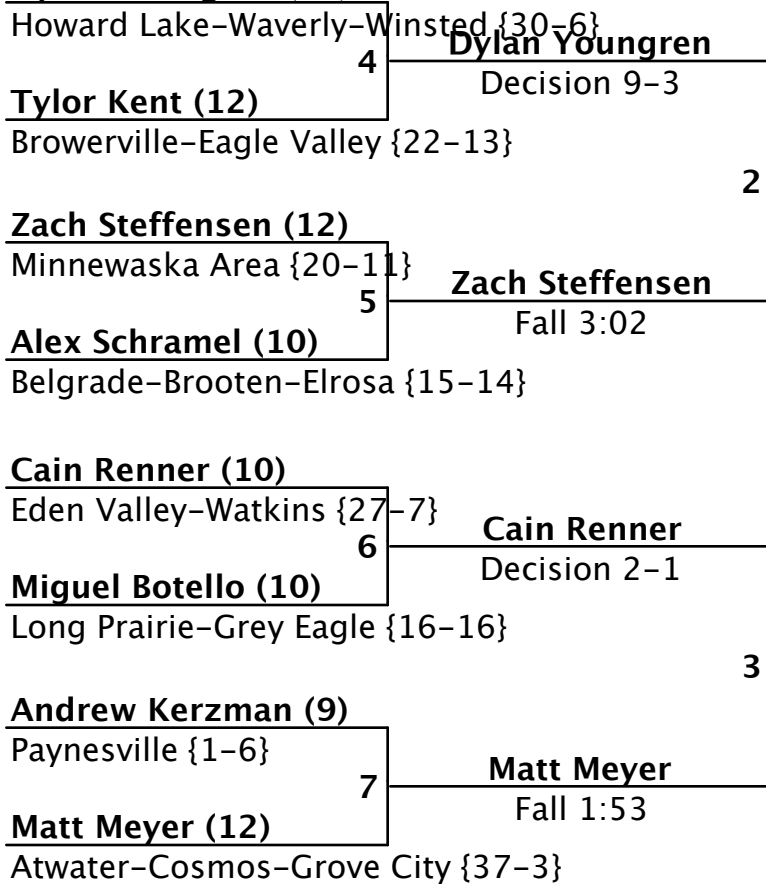 Howard Lake-Waverly-Winsted {30-6}
4
Dylan Youngren
Decision 9-3
Tylor Kent (12)
Browerville-Eagle Valley {22-13}
2
Zach Steffensen (12)
Minnewaska Area {20-11}
5
Zach Steffensen
Fall 3:02
Alex Schramel (10)
Belgrade-Brooten-Elrosa {15-14}
Cain Renner (10)
Eden Valley-Watkins {27-7}
6
Cain Renner
Decision 2-1
Miguel Botello (10)
Long Prairie-Grey Eagle {16-16}
3
Andrew Kerzman (9)
Paynesville {1-6}
7
Matt Meyer
Fall 1:53
Matt Meyer (12)
Atwater-Cosmos-Grove City {37-3}